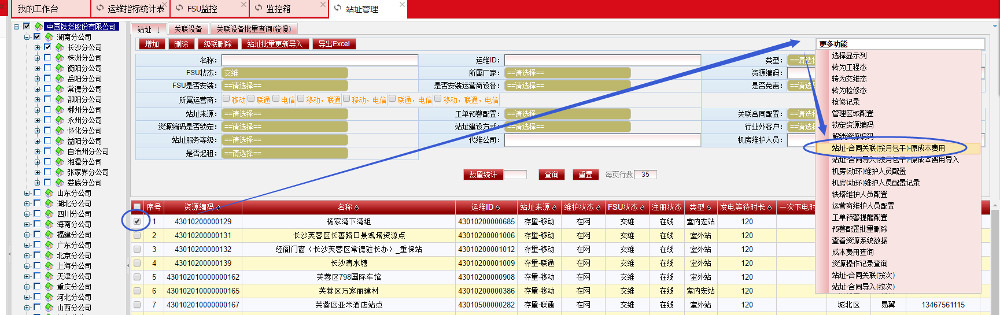 我的工作台
运维指标统计表
FSU监控
监控箱
站址管理
中国铁塔股份有限公司
湖南分公司
长沙分公司
株洲分公司
衡阳分公司
岳阳分公司
常德分公司
邵阳分公司
郴州分公司
永州分公司
怀化分公司
益阳分公司
自治州分公司
湘潭分公司
张家界分公司
娄底分公司
山东分公司
湖北分公司
四川分公司
海南分公司
福建分公司
广东分公司
北京分公司
上海分公司
天津分公司
重庆分公司
河北分公司
山西分公司
站址 ↓ 关联设备 关联设备批量查询(较慢)
增加 删除 级联删除 站址批量更新导入 导出Excel
名称： 运维ID： 类型： ==请选择
FSU状态： 交维 所属厂家： ==请选择== 资源编码：
FSU是否安装： ==请选择== 是否安装运营商设备： ==请选择== 是否免责： ==请选择
所属运营商： 移动 联通 电信 移动，联通 移动，电信 联通，电信 移动，联通，电信
站址来源： ==请选择== 工单预警配置： ==请选择== 关联合同配置： ==请选择
资源编码是否锁定： ==请选择== 站址建设方式： ==请选择== 行业外客户： ==请选择
站址服务等级： ==请选择== 代维公司： 机房维护人员：
是否起租： ==请选择==
数量统计 查询 重置 每页行数 35
更多功能
选择显示列
转为工程态
转为交维态
转为检修态
检修记录
管理区域配置
锁定资源编码
解锁资源编码
站址-合同关联(按月包干)-原成本费用
站址-合同导入(按月包干)-原成本费用导入
机房(动环)维护人员配置
机房(动环)维护人员配置记录
铁塔维护人员配置
运营商维护人员配置
工单预警提醒配置
预警配置批量删除
查看资源系统数据
成本费用查询
资源操作记录查询
站址-合同关联(按次)
站址-合同导入(按次)
序号 资源编码 名称 运维ID 站址来源 维护状态 FSU状态 注册状态 类型 发电等待时长 一次下电时
1 43010200000129 杨家湾下湾组 43010200000685 存量-移动 在网 交维 在线 室内宏站 120
2 43010200000131 长沙芙蓉区长善路口景观塔资源点 43010200001006 存量-移动 在网 交维 在线 室外站 120
3 43010200000132 经阁门窗（长沙芙蓉区常德驻长办）_重保站 43010200001012 存量-移动 在网 交维 在线 室外站 120
4 43010200000139 长沙清水塘 43010200001009 存量-联通 在网 交维 在线 室外站 120
5 430102010000000162 芙蓉区798国际车馆 43010200000908 存量-移动 在网 交维 在线 室外站 120
6 430102010000000165 芙蓉区万家丽建材 43010200000386 存量-移动 在网 交维 在线 室内宏站 120
7 430102010000000167 芙蓉区亚米酒店站点 43010500000282 存量-联通 在网 交维 在线 室外站 120 城北区 易翼 13467561115